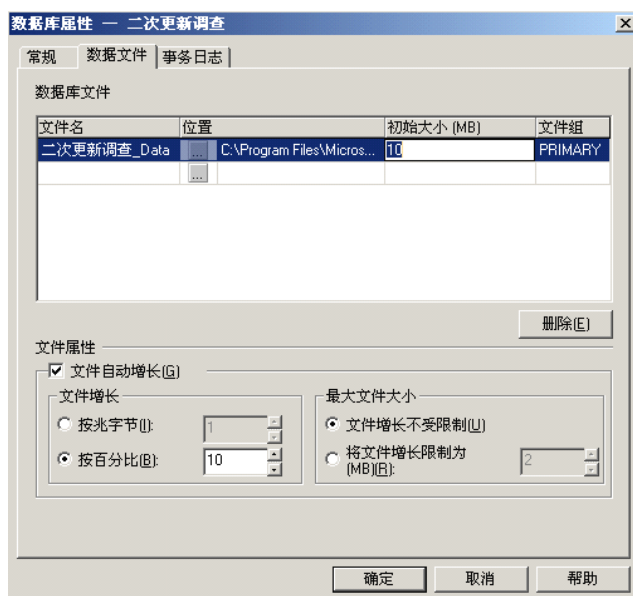 数据库属性 — 二次更新调查
常规 数据文件 事务日志
数据库文件
文件名 位置 初始大小 (MB) 文件组
二次更新调查_Data ... C:\Program Files\Micros... 10 PRIMARY
...
删除(E)
文件属性
文件自动增长(G)
文件增长 最大文件大小
按兆字节(I): 1 文件增长不受限制(U)
按百分比(B): 10 将文件增长限制为
(MB)(R): 2
确定 取消 帮助